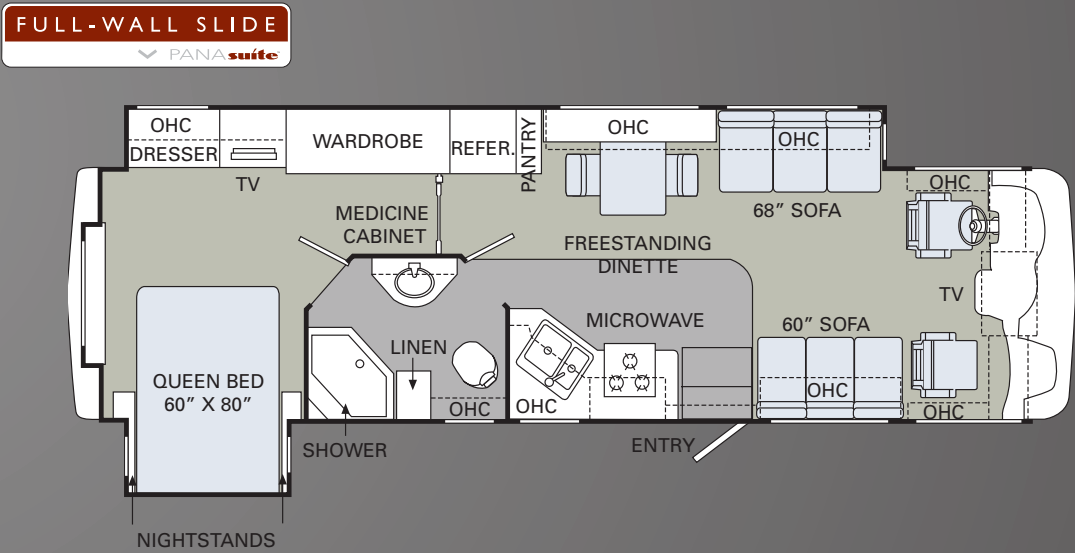 FULL-WALL SLIDE
PANAsuite
OHC
DRESSER
TV
WARDROBE
REFER.
PANTRY
OHC
OHC
68" SOFA
OHC
MEDICINE
CABINET
FREESTANDING
DINETTE
TV
MICROWAVE
60" SOFA
LINEN
QUEEN BED
60" X 80"
OHC
OHC
OHC
OHC
SHOWER
ENTRY
NIGHTSTANDS